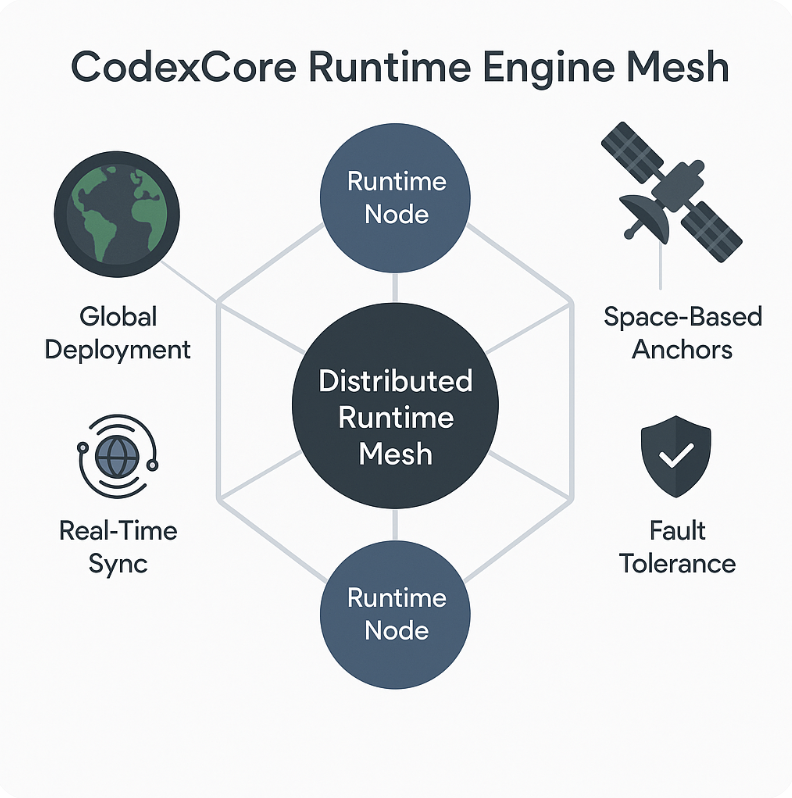 CodexCore Runtime Engine Mesh
Runtime
Node
Global
Deployment
Space-Based
Anchors
Distributed
Runtime
Mesh
Real-Time
Sync
Fault
Tolerance
Runtime
Node